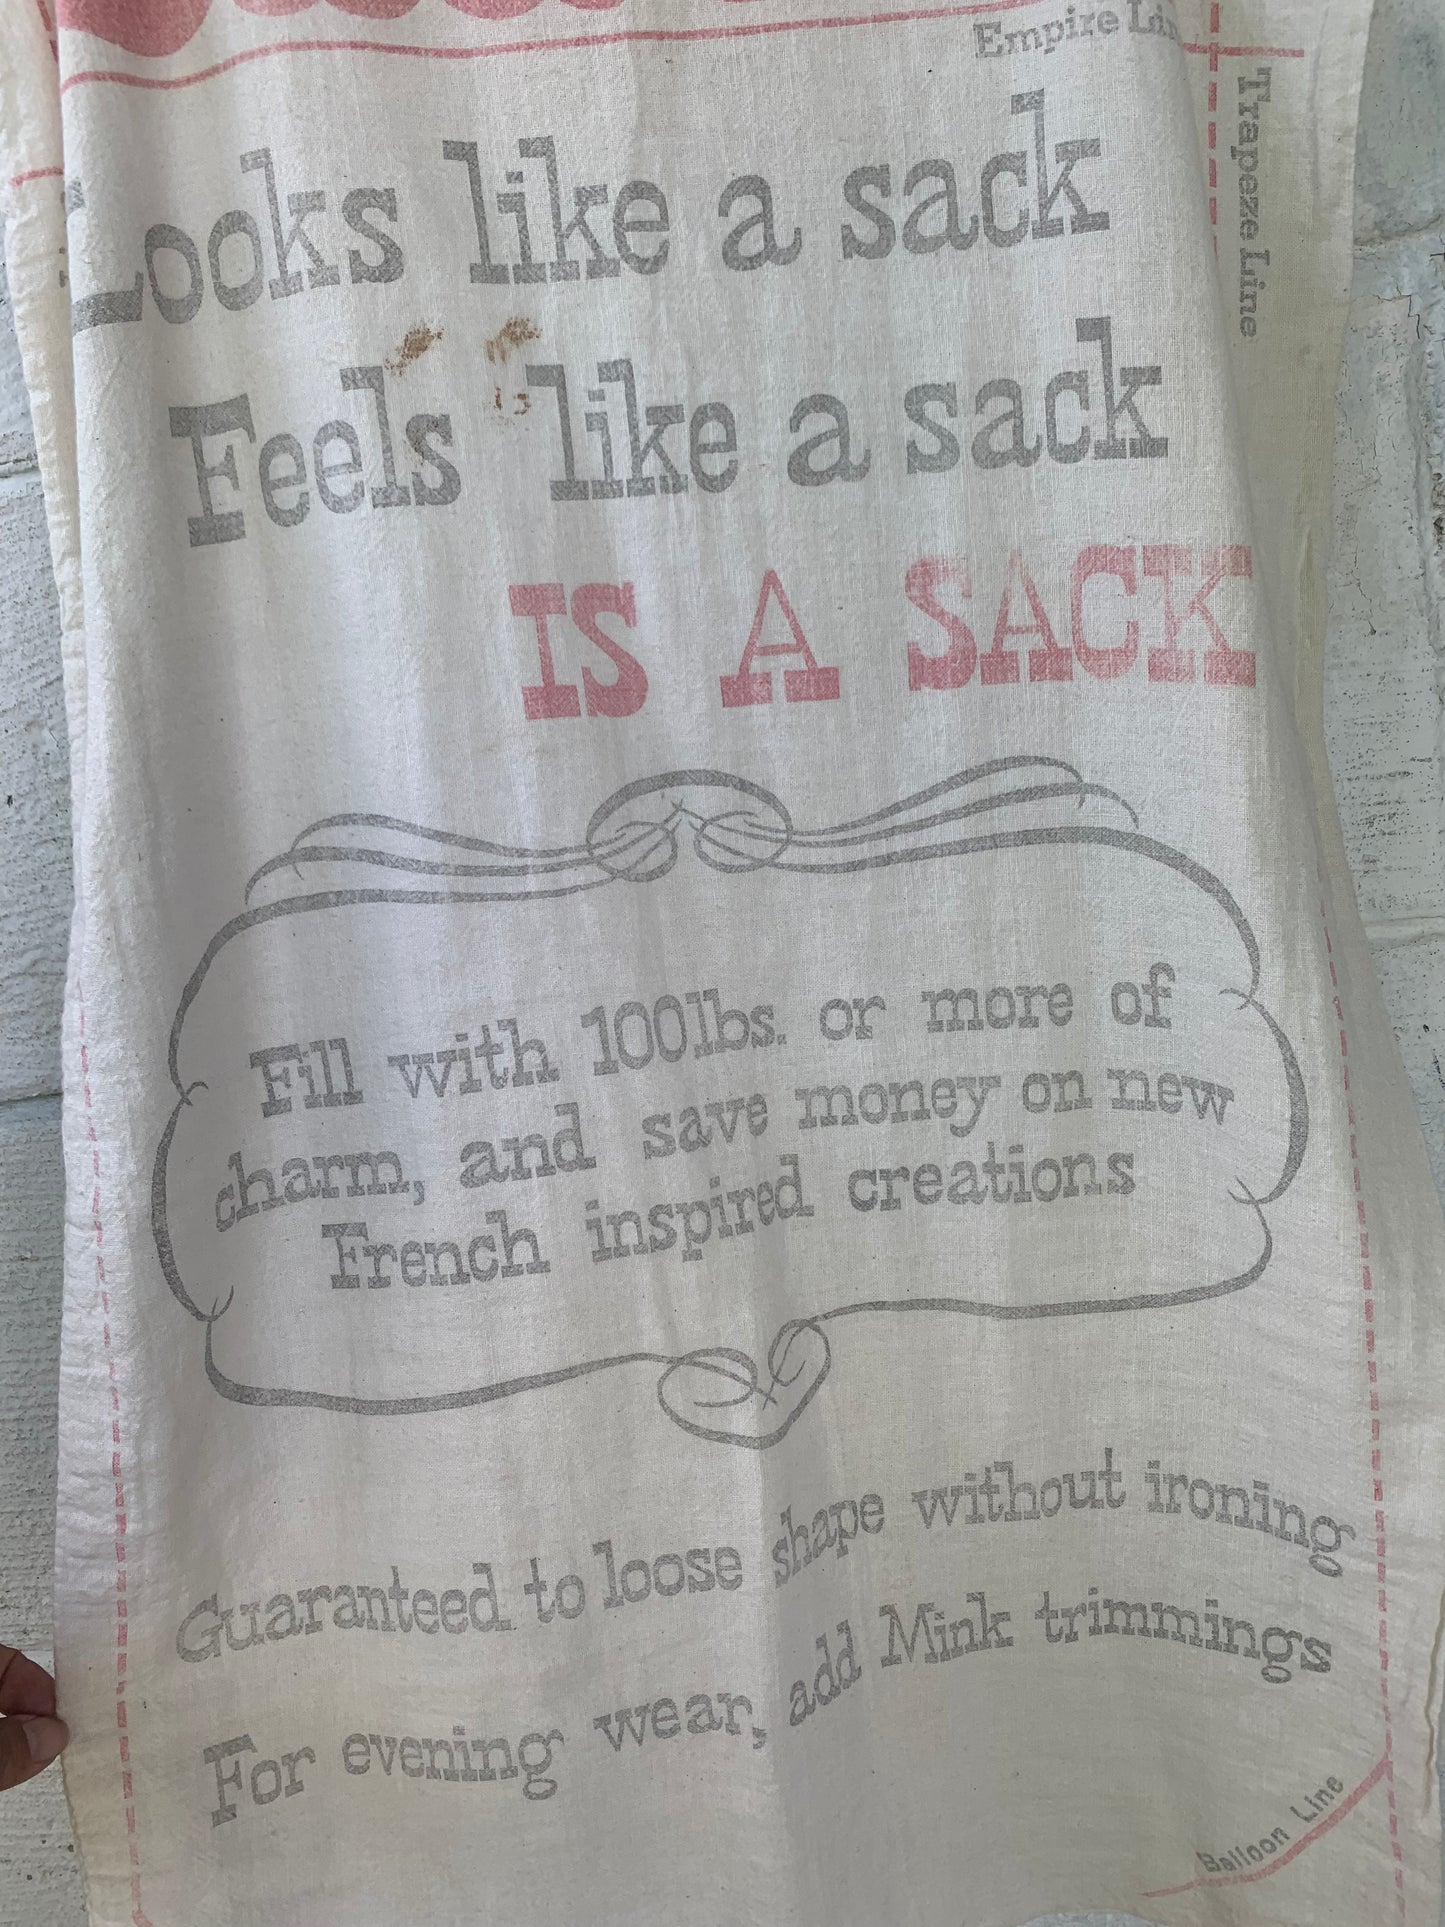 Empire Line
Trapeze Line
Looks like a sack
Feels like a sack
IS A SACK
Fill with 100lbs. or more of
charm, and save money on new
French inspired creations
Guaranteed to loose shape without ironing
For evening wear, add Mink trimmings
Balloon Line